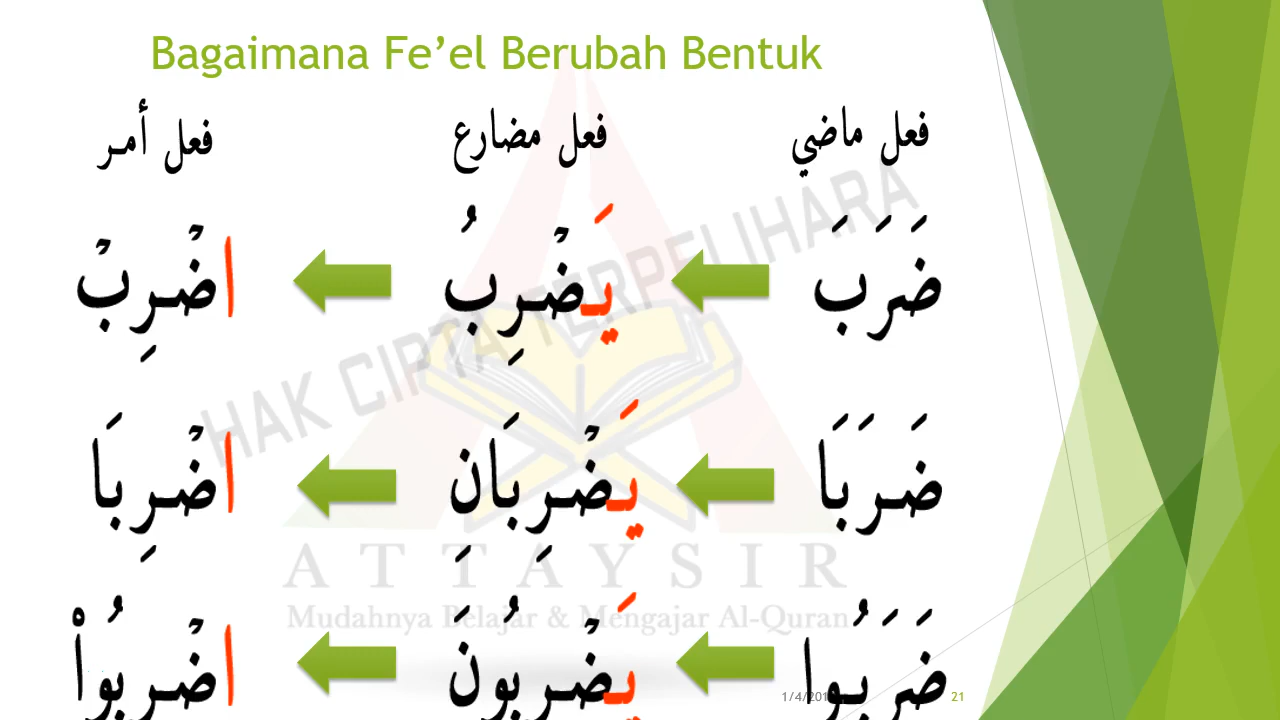 Bagaimana Fe’el Berubah Bentuk
فعل ماضي فعل مضارع فعل أمر
ضَرَبَ يَضْرِبُ اضْرِبْ
ضَرَبَا يَضْرِبَانِ اضْرِبَا
ضَرَبُوا يَضْرِبُونَ اضْرِبُواْ
HAK CIPTA TERPELIHARA
ATTAYSIR
Mudahnya Belajar & Mengajar Al-Quran
21